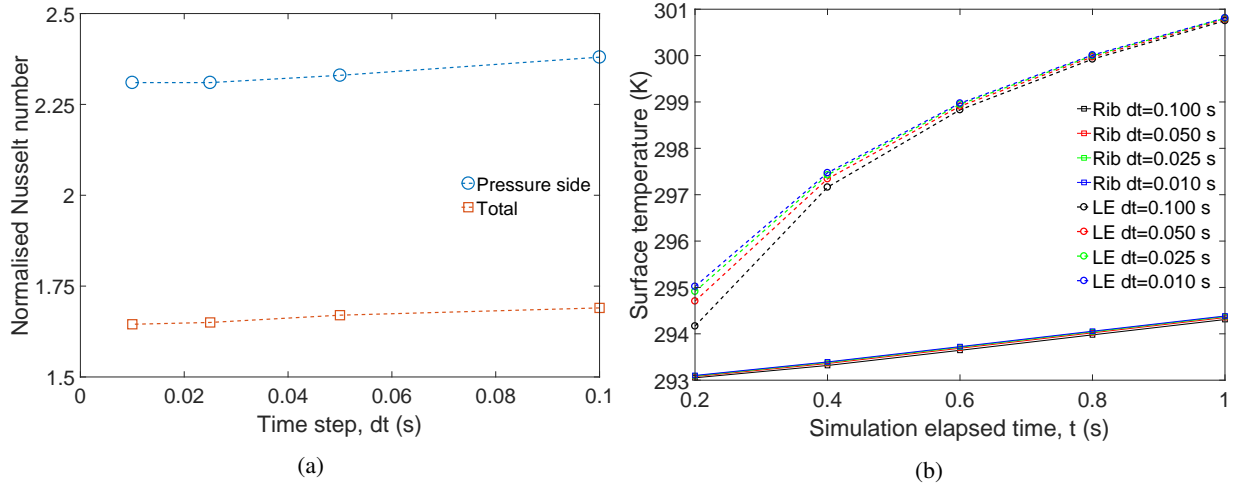 2.5
2.25
2
1.75
1.5
Normalised Nusselt number
Pressure side
Total
0
0.02
0.04
0.06
0.08
0.1
Time step, dt (s)
(a)
301
300
299
298
297
296
295
294
293
Surface temperature (K)
Rib dt=0.100 s
Rib dt=0.050 s
Rib dt=0.025 s
Rib dt=0.010 s
LE dt=0.100 s
LE dt=0.050 s
LE dt=0.025 s
LE dt=0.010 s
0.2
0.4
0.6
0.8
1
Simulation elapsed time, t (s)
(b)